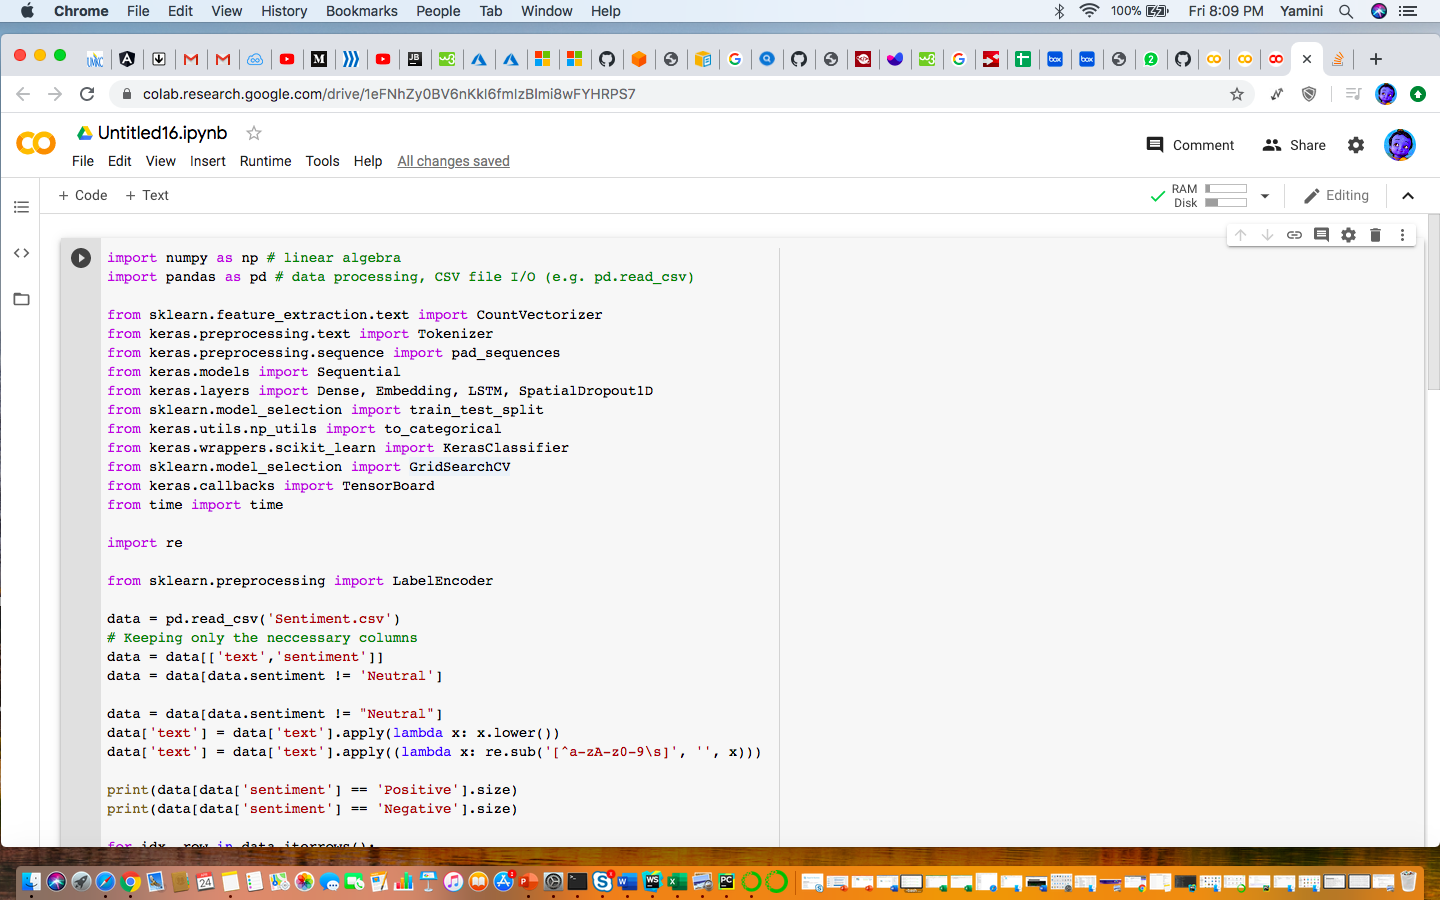 Chrome File Edit View History Bookmarks People Tab Window Help 100% Fri 8:09 PM Yamini
colab.research.google.com/drive/1eFNhZy0BV6nKkl6fmIzBImi8wFYHRPS7
Untitled16.ipynb
File Edit View Insert Runtime Tools Help All changes saved
Comment Share
+ Code + Text
RAM
Disk
Editing
import numpy as np # linear algebra
import pandas as pd # data processing, CSV file I/O (e.g. pd.read_csv)
from sklearn.feature_extraction.text import CountVectorizer
from keras.preprocessing.text import Tokenizer
from keras.preprocessing.sequence import pad_sequences
from keras.models import Sequential
from keras.layers import Dense, Embedding, LSTM, SpatialDropout1D
from sklearn.model_selection import train_test_split
from keras.utils.np_utils import to_categorical
from keras.wrappers.scikit_learn import KerasClassifier
from sklearn.model_selection import GridSearchCV
from keras.callbacks import TensorBoard
from time import time
import re
from sklearn.preprocessing import LabelEncoder
data = pd.read_csv('Sentiment.csv')
# Keeping only the neccessary columns
data = data[['text','sentiment']]
data = data[data.sentiment != 'Neutral']
data = data[data.sentiment != "Neutral"]
data['text'] = data['text'].apply(lambda x: x.lower())
data['text'] = data['text'].apply((lambda x: re.sub('[^a-zA-z0-9\s]', '', x)))
print(data[data['sentiment'] == 'Positive'].size)
print(data[data['sentiment'] == 'Negative'].size)
for idx, row in data.iterrows():